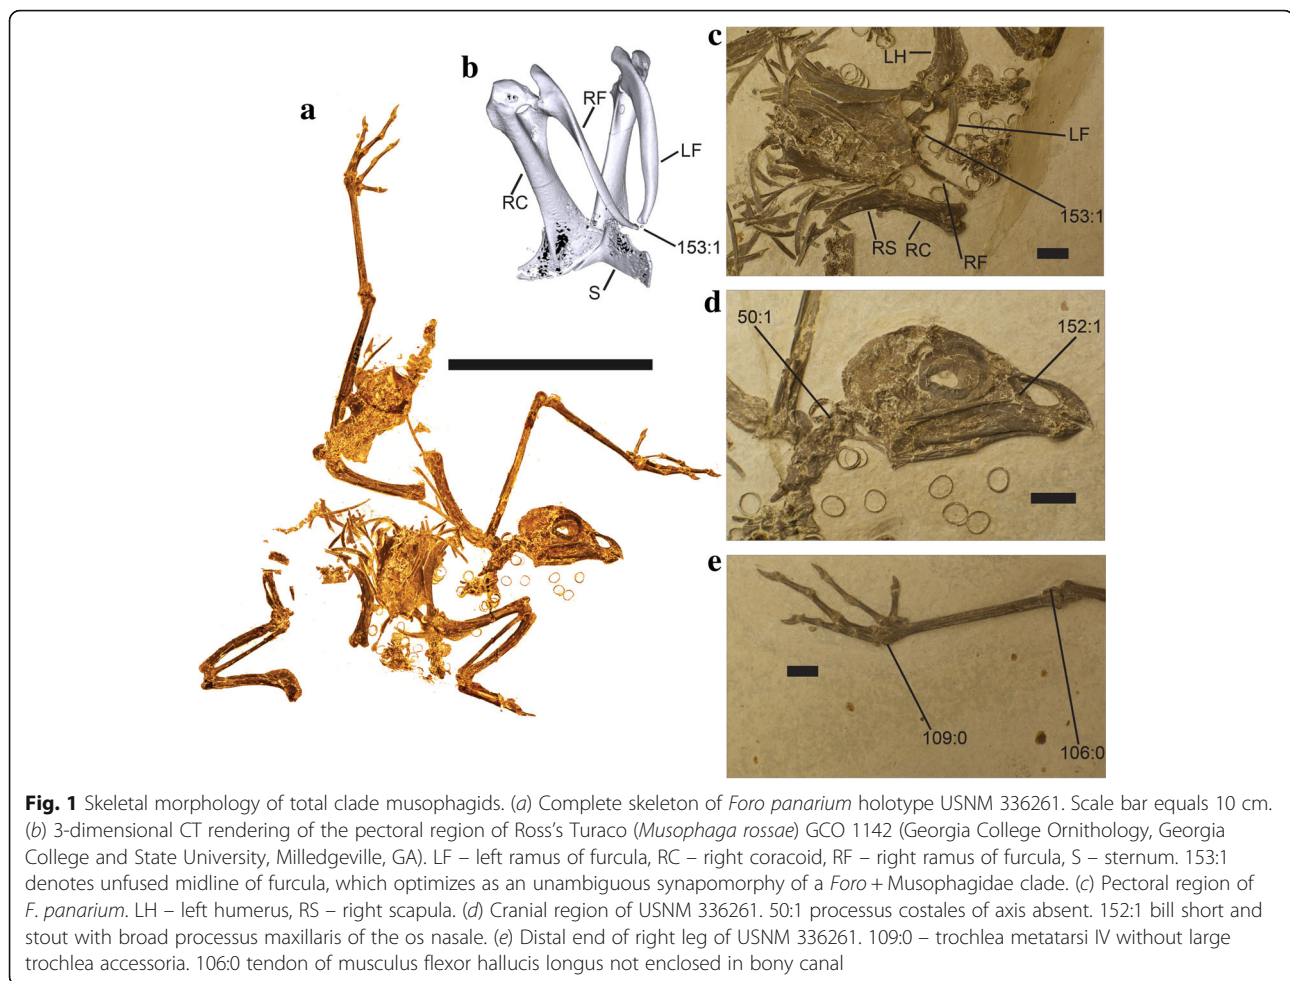 a
b
RF
LF
RC
153:1
S
c
LH
LF
153:1
RS
RC
RF
d
50:1
152:1
e
109:0
106:0
Fig. 1 Skeletal morphology of total clade musophagids. (a) Complete skeleton of Foro panarium holotype USNM 336261. Scale bar equals 10 cm.
(b) 3-dimensional CT rendering of the pectoral region of Ross's Turaco (Musophaga rossae) GCO 1142 (Georgia College Ornithology, Georgia
College and State University, Milledgeville, GA). LF – left ramus of furcula, RC – right coracoid, RF – right ramus of furcula, S – sternum. 153:1
denotes unfused midline of furcula, which optimizes as an unambiguous synapomorphy of a Foro + Musophagidae clade. (c) Pectoral region of
F. panarium. LH – left humerus, RS – right scapula. (d) Cranial region of USNM 336261. 50:1 processus costales of axis absent. 152:1 bill short and
stout with broad processus maxillaris of the os nasale. (e) Distal end of right leg of USNM 336261. 109:0 – trochlea metatarsi IV without large
trochlea accessoria. 106:0 tendon of musculus flexor hallucis longus not enclosed in bony canal